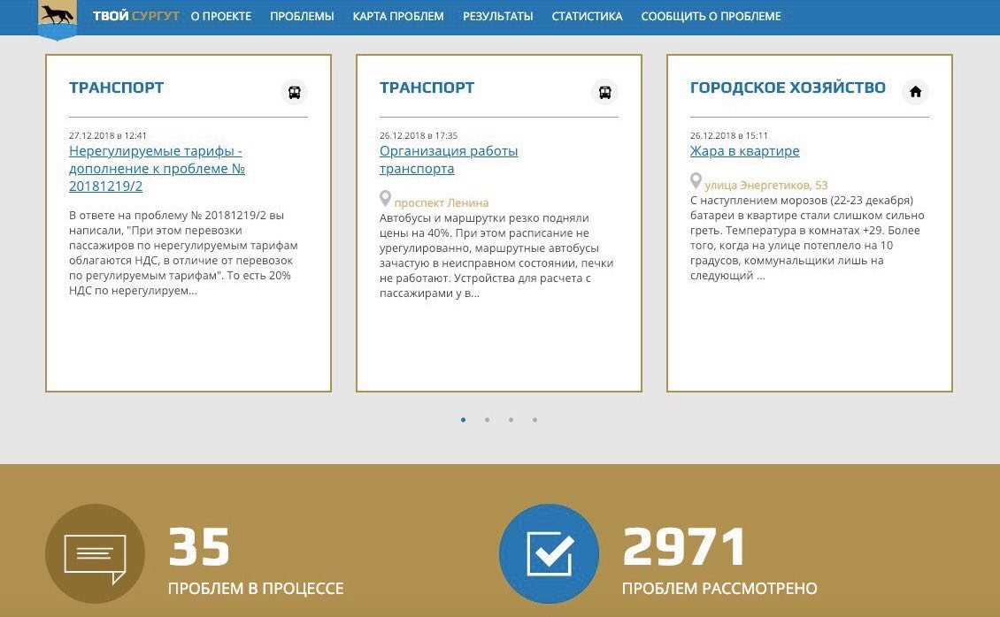 ТВОЙ СУРГУТ О ПРОЕКТЕ ПРОБЛЕМЫ КАРТА ПРОБЛЕМ РЕЗУЛЬТАТЫ СТАТИСТИКА СООБЩИТЬ О ПРОБЛЕМЕ
ТРАНСПОРТ
27.12.2018 в 12:41
Нерегулируемые тарифы -
дополнение к проблеме №
20181219/2
В ответе на проблему № 20181219/2 вы
написали, "При этом перевозки
пассажиров по нерегулируемым тарифам
облагаются НДС, в отличие от перевозок
по регулируемым тарифам". То есть 20%
НДС по нерегулируем...
ТРАНСПОРТ
26.12.2018 в 17:35
Организация работы
транспорта
проспект Ленина
Автобусы и маршрутки резко подняли
цены на 40%. При этом расписание не
урегулированно, маршрутные автобусы
зачастую в неисправном состоянии, печки
не работают. Устройства для расчета с
пассажирами у в...
ГОРОДСКОЕ ХОЗЯЙСТВО
26.12.2018 в 15:11
Жара в квартире
улица Энергетиков, 53
С наступлением морозов (22-23 декабря)
батареи в квартире стали слишком сильно
греть. Температура в комнатах +29. Более
того, когда на улице потеплело на 10
градусов, коммунальщики лишь на
следующий ...
35
ПРОБЛЕМ В ПРОЦЕССЕ
2971
ПРОБЛЕМ РАССМОТРЕНО